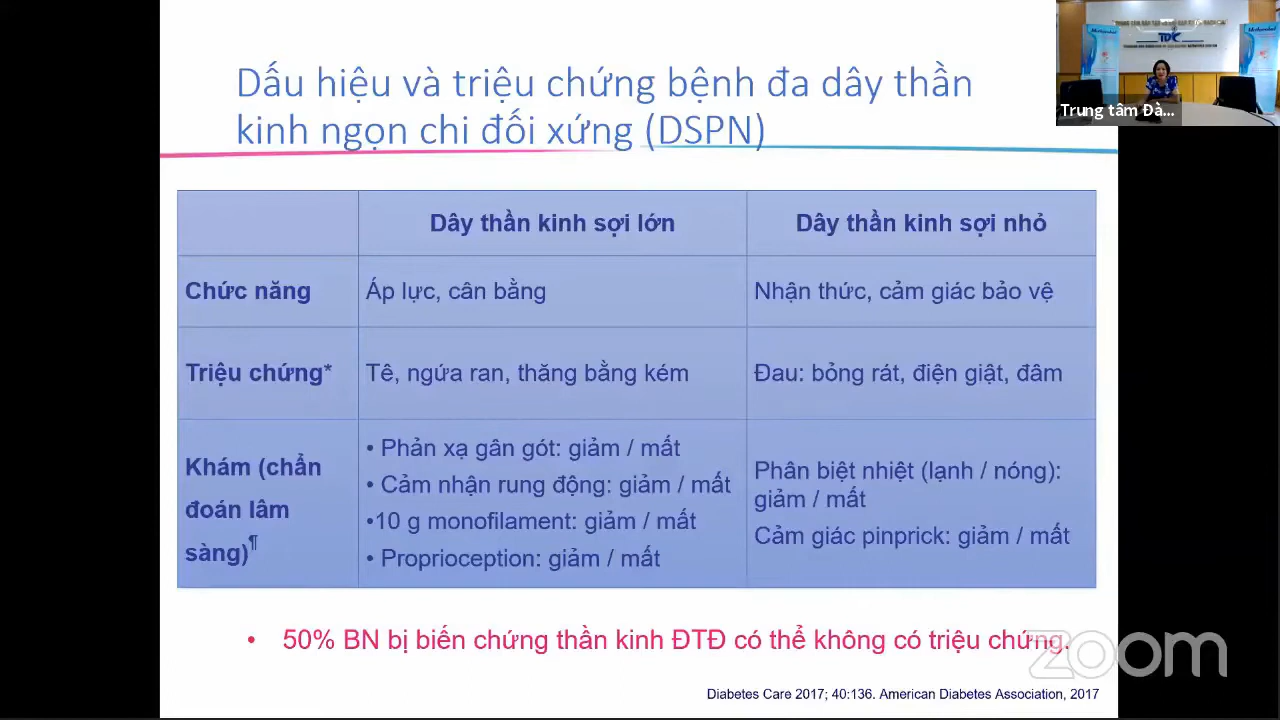 Dấu hiệu và triệu chứng bệnh đa dây thần
kinh ngọn chi đối xứng (DSPN)
TDC
Trung tâm Đà...
Dây thần kinh sợi lớn
Dây thần kinh sợi nhỏ
Chức năng
Áp lực, cân bằng
Nhận thức, cảm giác bảo vệ
Triệu chứng*
Tê, ngứa ran, thăng bằng kém
Đau: bỏng rát, điện giật, đâm
Khám (chẩn
đoán lâm
sàng)¶
• Phản xạ gân gót: giảm / mất
• Cảm nhận rung động: giảm / mất
•10 g monofilament: giảm / mất
• Proprioception: giảm / mất
Phân biệt nhiệt (lạnh / nóng):
giảm / mất
Cảm giác pinprick: giảm / mất
• 50% BN bị biến chứng thần kinh ĐTĐ có thể không có triệu chứng.
zoom
Diabetes Care 2017; 40:136. American Diabetes Association, 2017